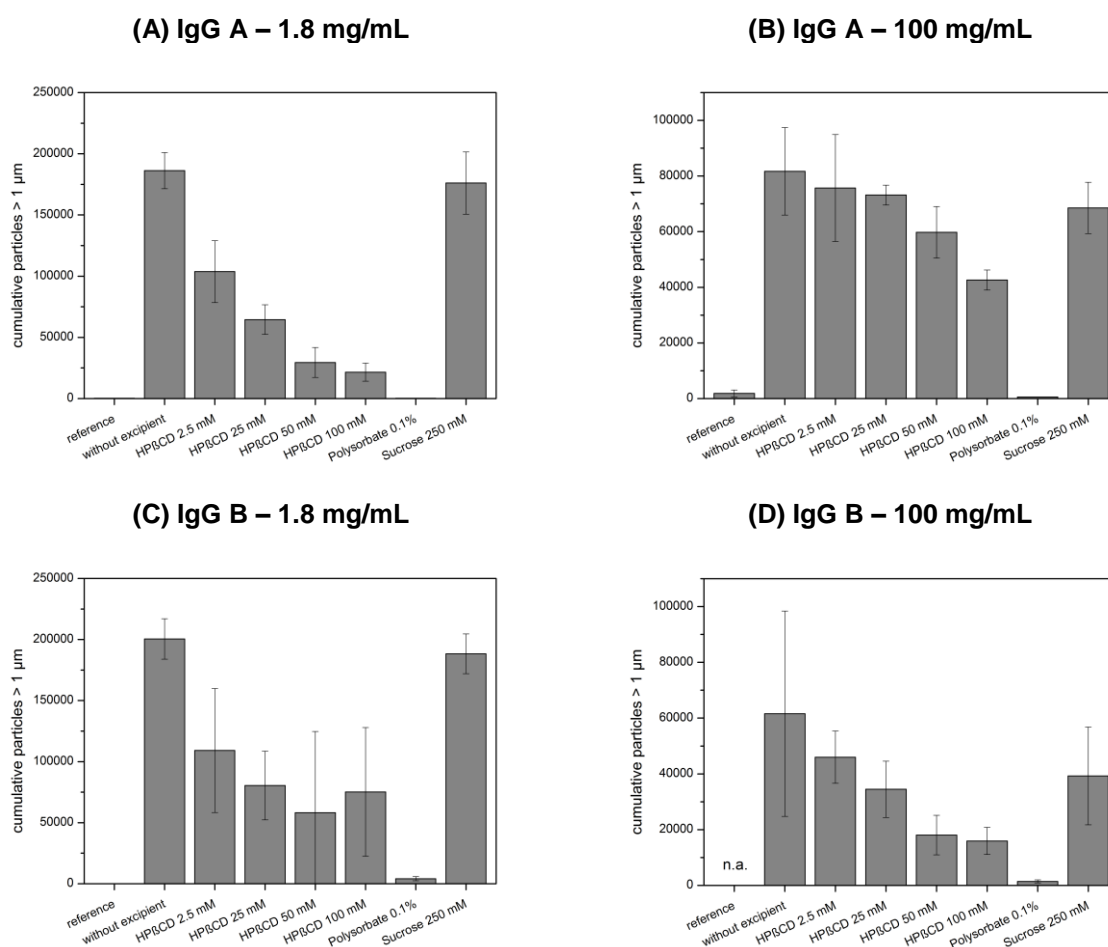 (A) IgG A – 1.8 mg/mL
250000
200000
150000
100000
50000
0
cumulative particles > 1 µm
reference
without excipient
HPßCD 2.5 mM
HPßCD 25 mM
HPßCD 50 mM
HPßCD 100 mM
Polysorbate 0.1%
Sucrose 250 mM
(B) IgG A – 100 mg/mL
100000
80000
60000
40000
20000
0
cumulative particles > 1 µm
reference
without excipient
HPßCD 2.5 mM
HPßCD 25 mM
HPßCD 50 mM
HPßCD 100 mM
Polysorbate 0.1%
Sucrose 250 mM
(C) IgG B – 1.8 mg/mL
250000
200000
150000
100000
50000
0
cumulative particles > 1 µm
reference
without excipient
HPßCD 2.5 mM
HPßCD 25 mM
HPßCD 50 mM
HPßCD 100 mM
Polysorbate 0.1%
Sucrose 250 mM
(D) IgG B – 100 mg/mL
100000
80000
60000
40000
20000
0
cumulative particles > 1 µm
n.a.
reference
without excipient
HPßCD 2.5 mM
HPßCD 25 mM
HPßCD 50 mM
HPßCD 100 mM
Polysorbate 0.1%
Sucrose 250 mM